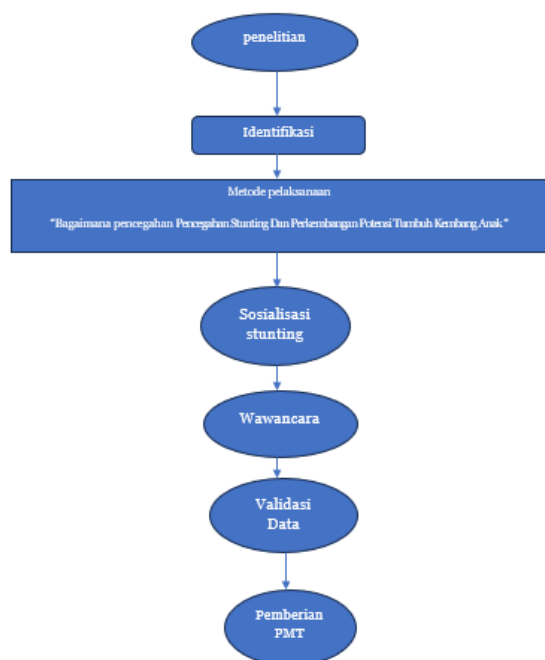 penelitian
Identifikasi
Metode pelaksanaan
"Bagaimana pencegahan Pencegahan Stunting Dan Perkembangan Potensi Tumbuh Kembang Anak"
Sosialisasi
stunting
Wawancara
Validasi
Data
Pemberian
PMT